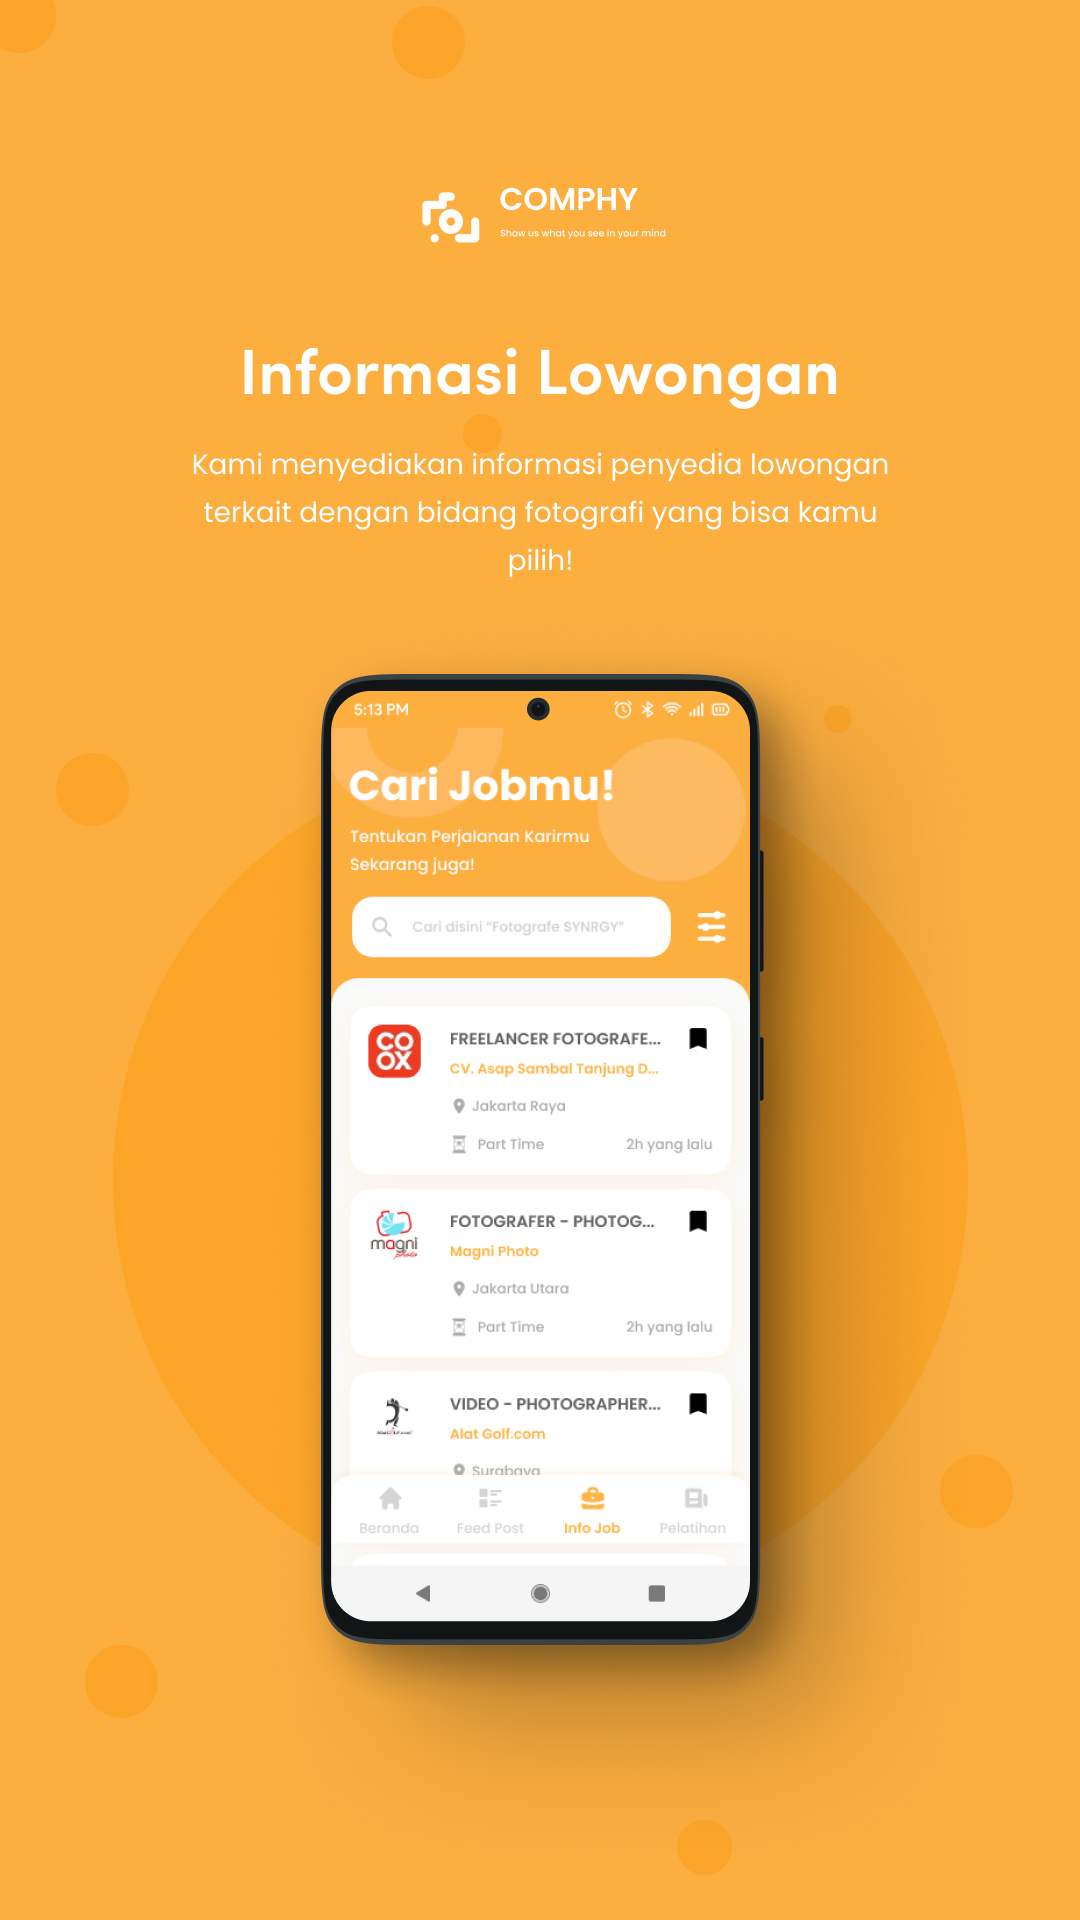 COMPHY
Show us what you see in your mind
Informasi Lowongan
Kami menyediakan informasi penyedia lowongan
terkait dengan bidang fotografi yang bisa kamu
pilih!
5:13 PM
Cari Jobmu!
Tentukan Perjalanan Karirmu
Sekarang juga!
Cari disini "Fotografe SYNRGY"
CO
OX
FREELANCER FOTOGRAFE...
CV. Asap Sambal Tanjung D...
Jakarta Raya
Part Time 2h yang lalu
magni
photo
FOTOGRAFER - PHOTOG...
Magni Photo
Jakarta Utara
Part Time 2h yang lalu
VIDEO - PHOTOGRAPHER...
Alat Golf.com
Surabaya
Beranda Feed Post Info Job Pelatihan